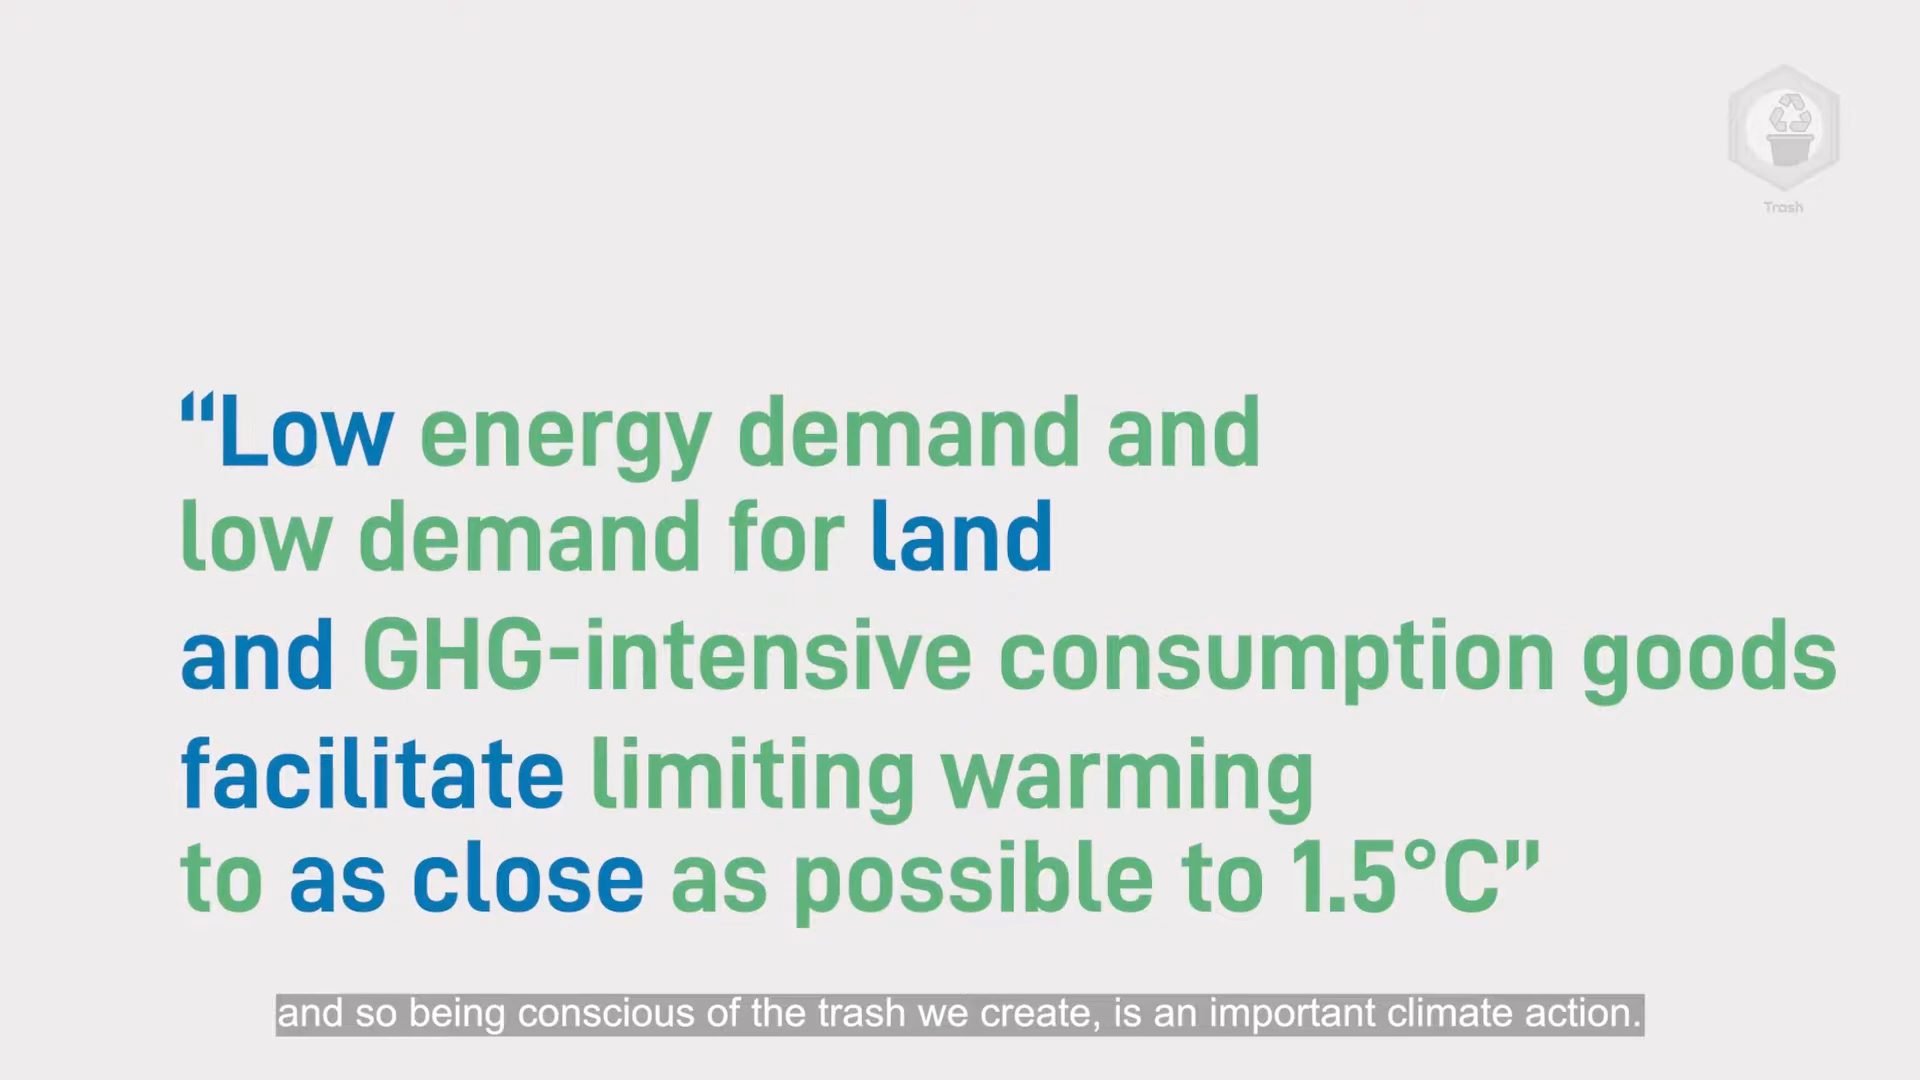 Trash
“Low energy demand and
low demand for land
and GHG-intensive consumption goods
facilitate limiting warming
to as close as possible to 1.5°C”
and so being conscious of the trash we create, is an important climate action.